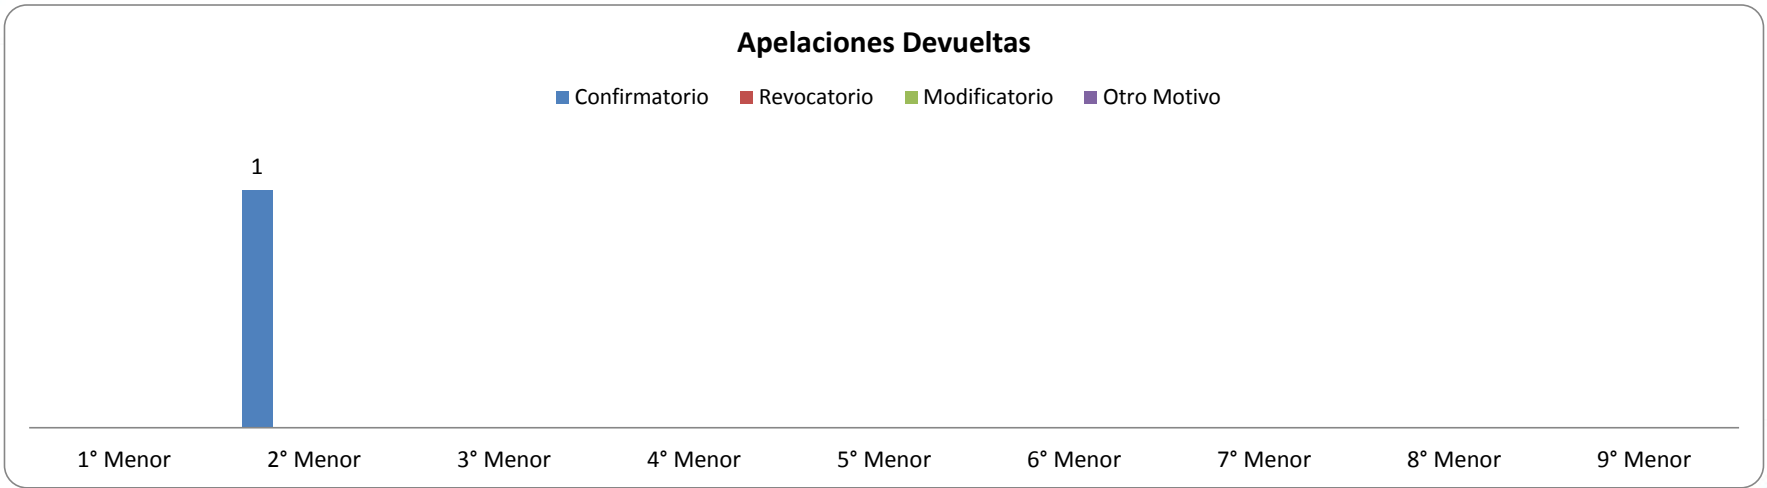 Apelaciones Devueltas
Confirmatorio Revocatorio Modificatorio Otro Motivo
1
1° Menor 2° Menor 3° Menor 4° Menor 5° Menor 6° Menor 7° Menor 8° Menor 9° Menor